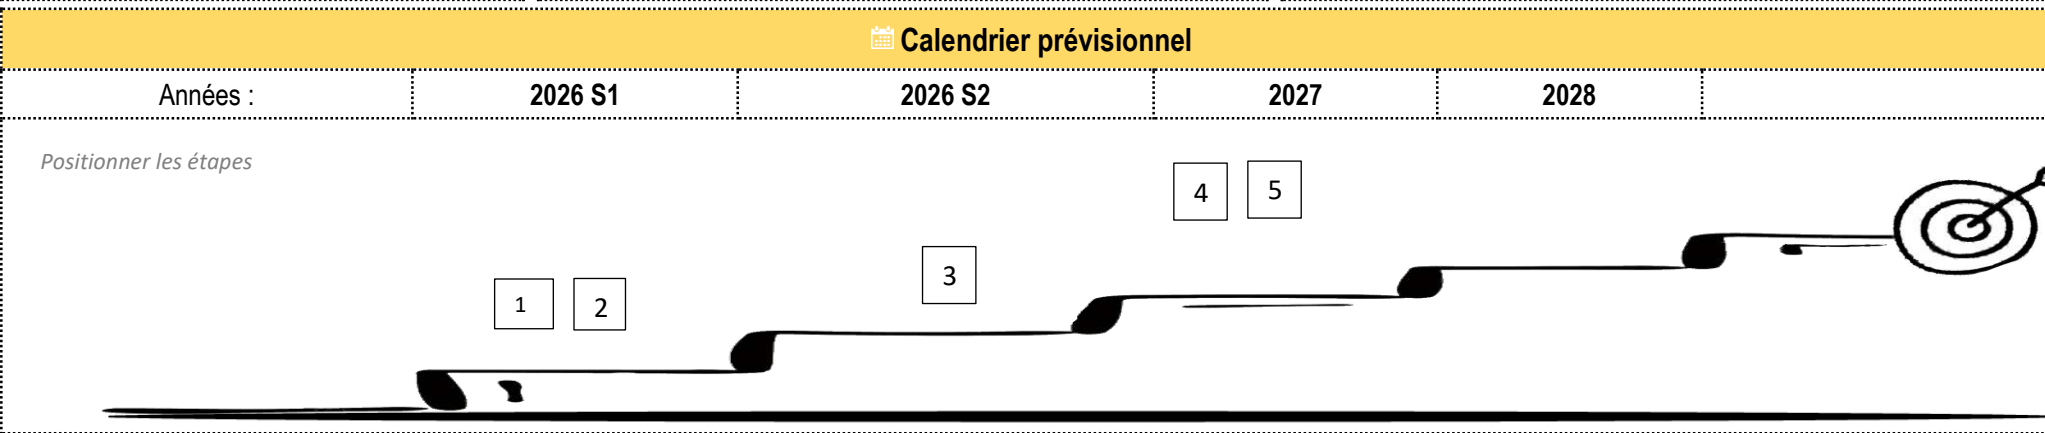 Calendrier prévisionnel
Années : 2026 S1 2026 S2 2027 2028
Positionner les étapes
4 5
3
1 2